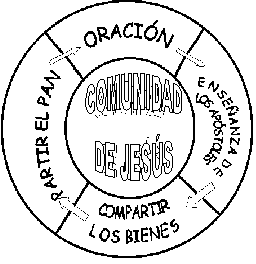 ORACIÓN
ENSEÑANZA DE
LOS APÓSTOLES
COMPARTIR
LOS BIENES
PARTIR EL PAN
COMUNIDAD
DE JESÚS